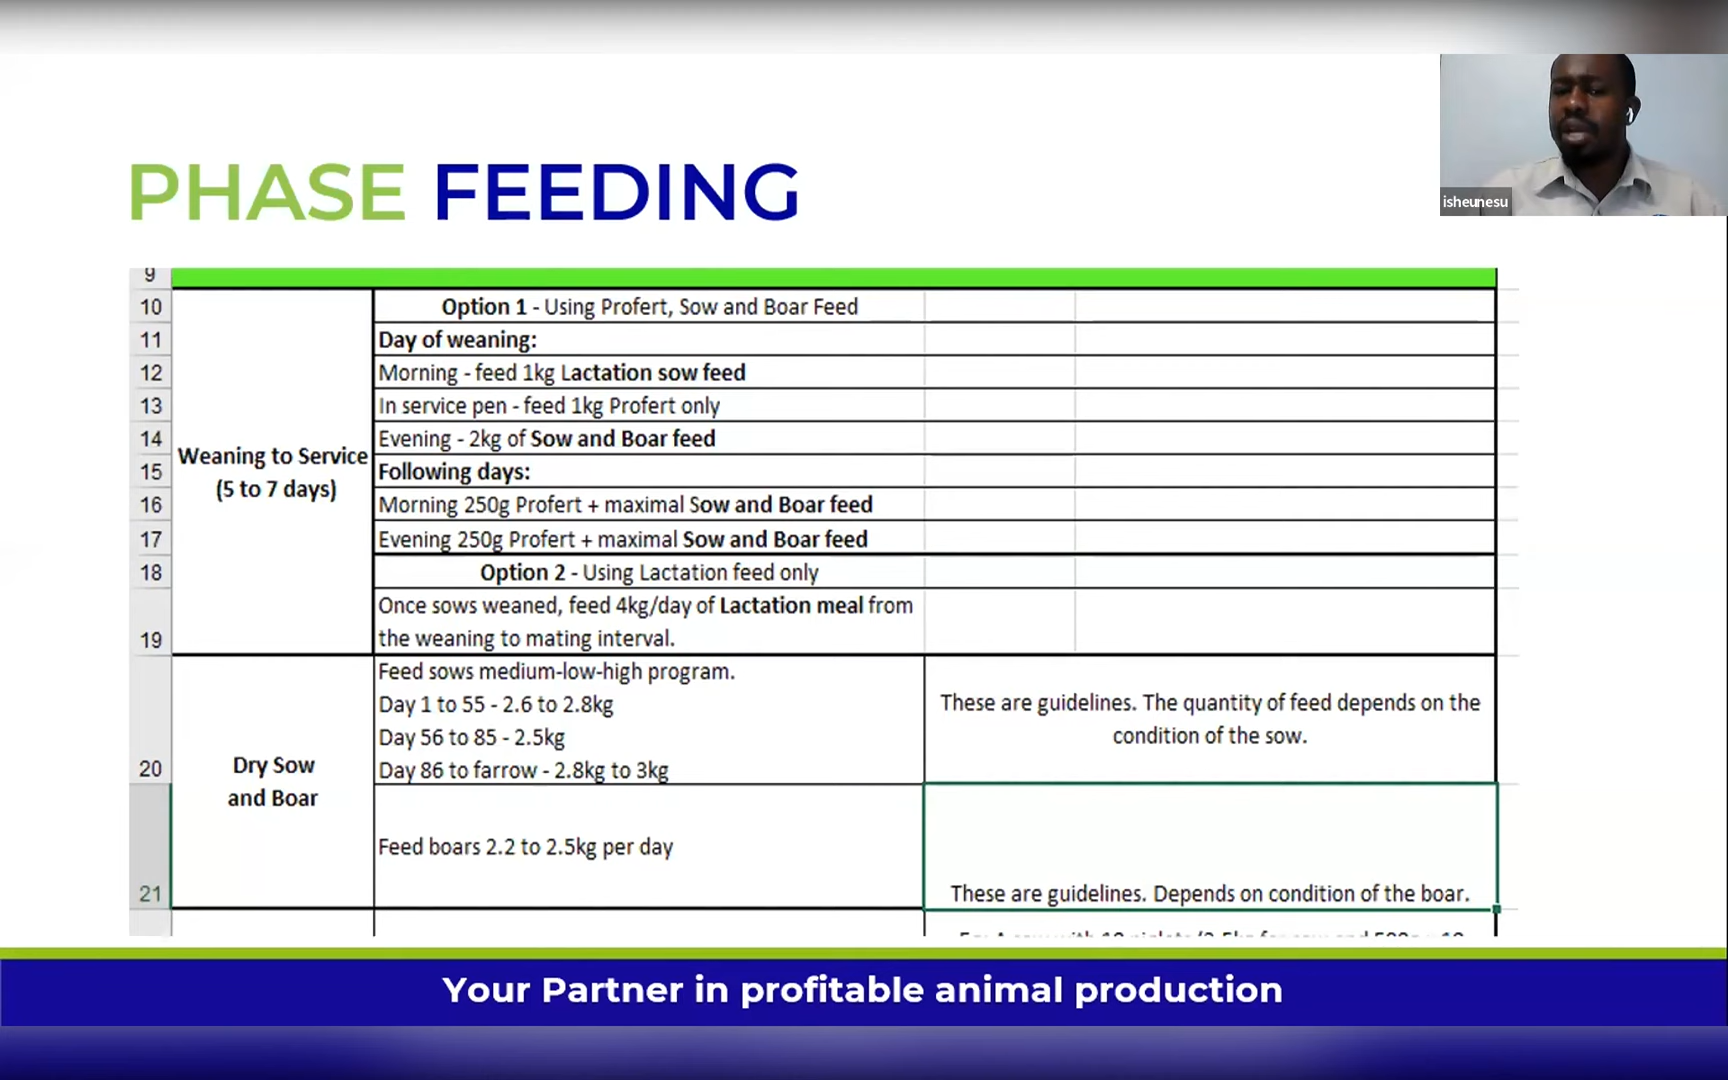 isheunesu
PHASE FEEDING
9
10
Option 1 - Using Profert, Sow and Boar Feed
11
Day of weaning:
12
Morning - feed 1kg Lactation sow feed
13
In service pen - feed 1kg Profert only
14
Evening - 2kg of Sow and Boar feed
Weaning to Service
(5 to 7 days)
15
Following days:
16
Morning 250g Profert + maximal Sow and Boar feed
17
Evening 250g Profert + maximal Sow and Boar feed
18
Option 2 - Using Lactation feed only
19
Once sows weaned, feed 4kg/day of Lactation meal from
the weaning to mating interval.
20
Dry Sow
and Boar
Feed sows medium-low-high program.
Day 1 to 55 - 2.6 to 2.8kg
Day 56 to 85 - 2.5kg
Day 86 to farrow - 2.8kg to 3kg
These are guidelines. The quantity of feed depends on the
condition of the sow.
21
Feed boars 2.2 to 2.5kg per day
These are guidelines. Depends on condition of the boar.
Your Partner in profitable animal production